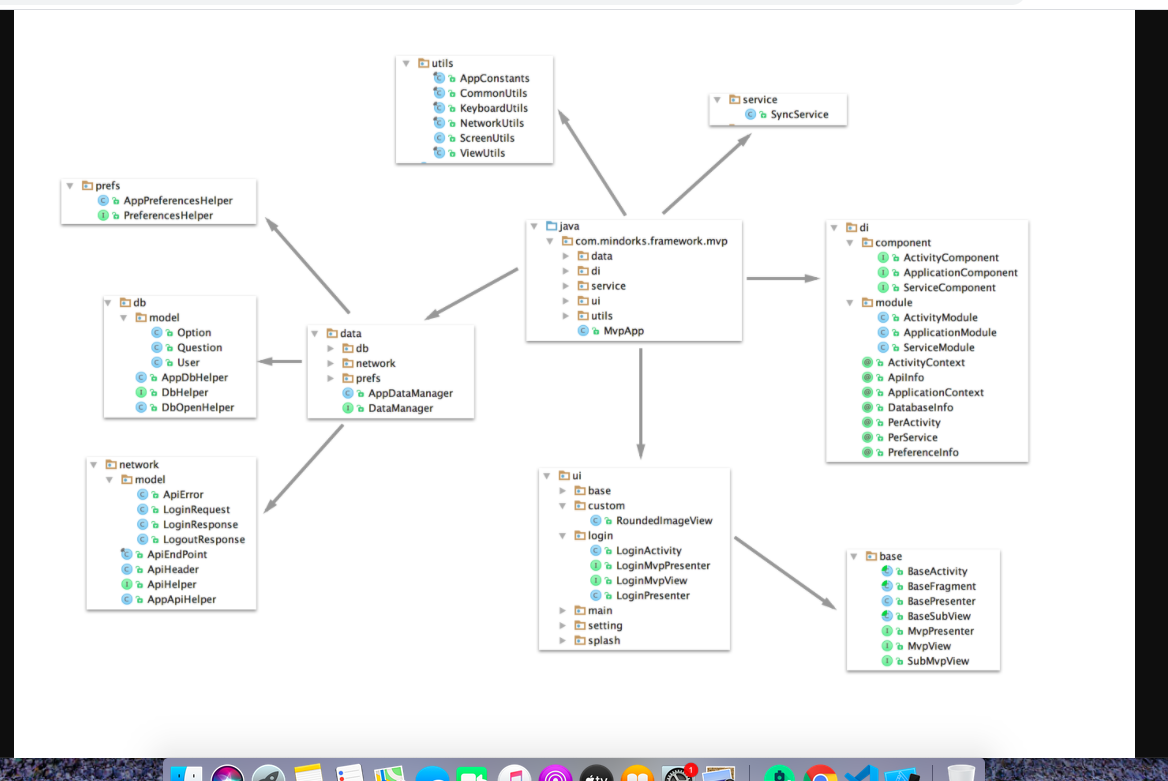 utils
AppConstants
CommonUtils
KeyboardUtils
NetworkUtils
ScreenUtils
ViewUtils
service
SyncService
prefs
AppPreferencesHelper
PreferencesHelper
java
com.mindorks.framework.mvp
data
di
service
ui
utils
MvpApp
di
component
ActivityComponent
ApplicationComponent
ServiceComponent
module
ActivityModule
ApplicationModule
ServiceModule
ActivityContext
ApiInfo
ApplicationContext
DatabaseInfo
PerActivity
PerService
PreferenceInfo
db
model
Option
Question
User
AppDbHelper
DbHelper
DbOpenHelper
data
db
network
prefs
AppDataManager
DataManager
network
model
ApiError
LoginRequest
LoginResponse
LogoutResponse
ApiEndPoint
ApiHeader
ApiHelper
AppApiHelper
ui
base
custom
RoundedImageView
login
LoginActivity
LoginMvpPresenter
LoginMvpView
LoginPresenter
main
setting
splash
base
BaseActivity
BaseFragment
BasePresenter
BaseSubView
MvpPresenter
MvpView
SubMvpView
1
tv